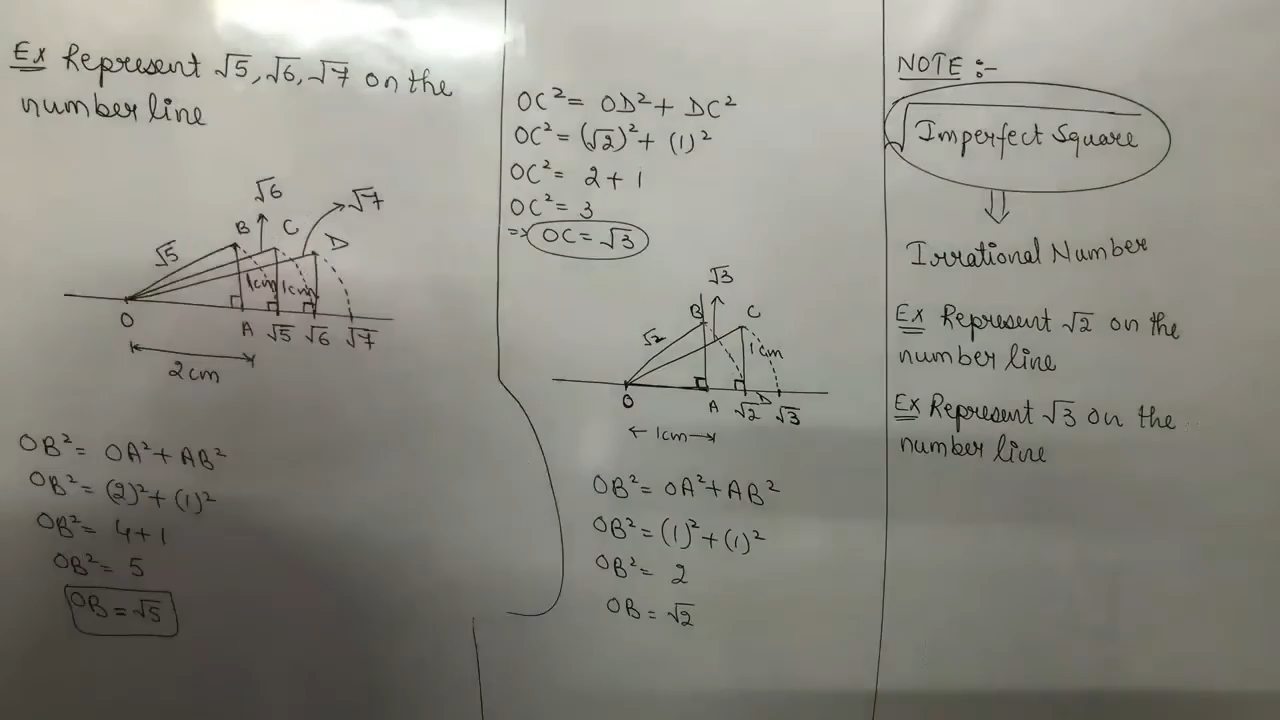 Ex Represent √5, √6, √7 on the
number line
√6
√7
B
C
D
√5
1cm
1cm
O
A
√5
√6
√7
2cm
OB² = OA² + AB²
OB² = (2)² + (1)²
OB² = 4 + 1
OB² = 5
OB = √5
OC² = OD² + DC²
OC² = (√2)² + (1)²
OC² = 2 + 1
OC² = 3
⇒ OC = √3
√3
B
C
√2
1cm
O
A
√2
D
√3
1cm
OB² = OA² + AB²
OB² = (1)² + (1)²
OB² = 2
OB = √2
NOTE :-
√Imperfect Square
⇓
Irrational Number
Ex Represent √2 on the
number line
Ex Represent √3 on the
number line